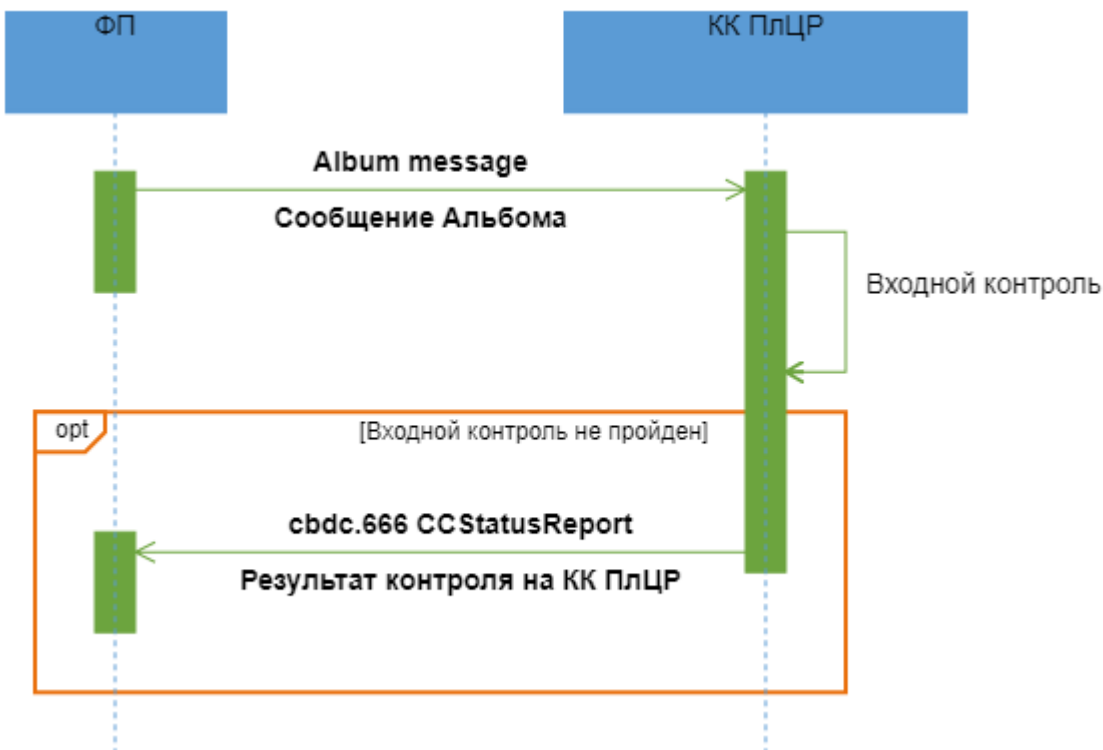 ФП
КК ПлЦР
Album message
Сообщение Альбома
Входной контроль
opt
[Входной контроль не пройден]
cbdc.666 CCStatusReport
Результат контроля на КК ПлЦР